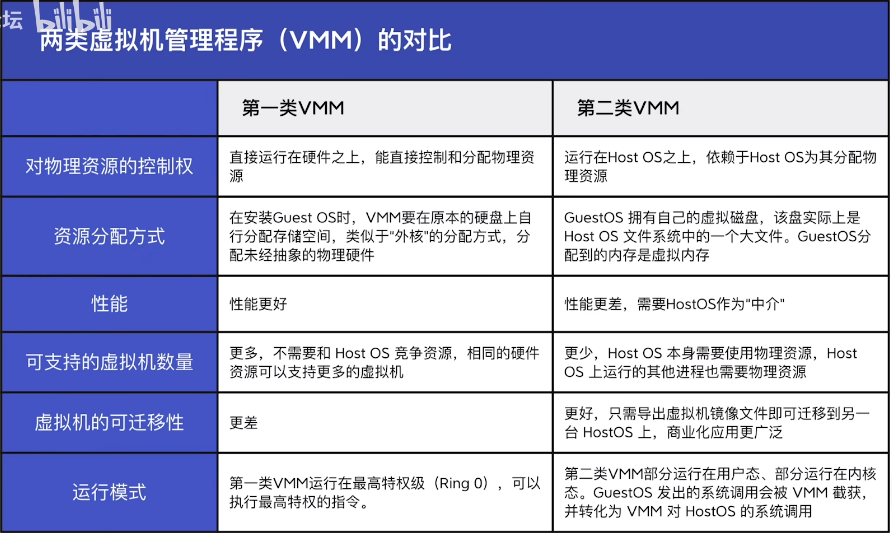 坛 bilibili
两类虚拟机管理程序（VMM）的对比
第一类VMM
第二类VMM
对物理资源的控制权
直接运行在硬件之上，能直接控制和分配物理资
源
运行在Host OS之上，依赖于Host OS为其分配物
理资源
资源分配方式
在安装Guest OS时，VMM要在原本的硬盘上自
行分配存储空间，类似于"外核"的分配方式，分
配未经抽象的物理硬件
GuestOS 拥有自己的虚拟磁盘，该盘实际上是
Host OS 文件系统中的一个大文件。GuestOS分
配到的内存是虚拟内存
性能
性能更好
性能更差，需要HostOS作为"中介"
可支持的虚拟机数量
更多，不需要和 Host OS 竞争资源，相同的硬件
资源可以支持更多的虚拟机
更少，Host OS 本身需要使用物理资源，Host
OS 上运行的其他进程也需要物理资源
虚拟机的可迁移性
更差
更好，只需导出虚拟机镜像文件即可迁移到另一
台 HostOS 上，商业化应用更广泛
运行模式
第一类VMM运行在最高特权级（Ring 0），可以
执行最高特权的指令。
第二类VMM部分运行在用户态、部分运行在内核
态。GuestOS 发出的系统调用会被 VMM 截获，
并转化为 VMM 对 HostOS 的系统调用